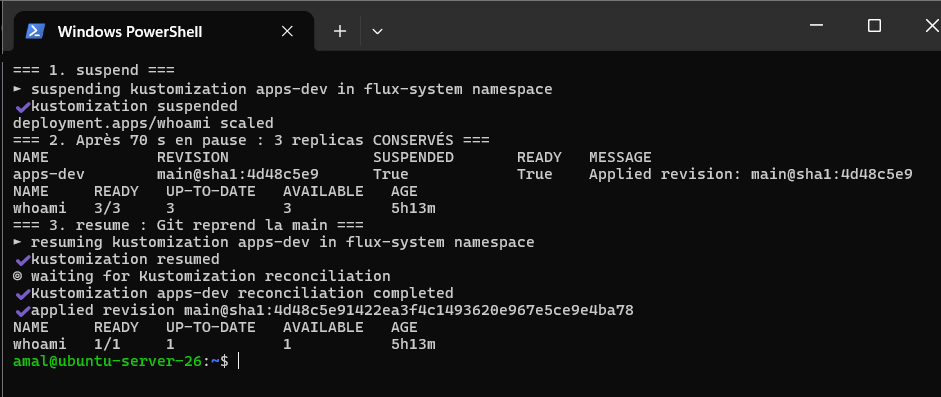 Windows PowerShell
=== 1. suspend ===
► suspending kustomization apps-dev in flux-system namespace
✔kustomization suspended
deployment.apps/whoami scaled
=== 2. Après 70 s en pause : 3 replicas CONSERVÉS ===
NAME REVISION SUSPENDED READY MESSAGE
apps-dev main@sha1:4d48c5e9 True True Applied revision: main@sha1:4d48c5e9
NAME READY UP-TO-DATE AVAILABLE AGE
whoami 3/3 3 3 5h13m
=== 3. resume : Git reprend la main ===
► resuming kustomization apps-dev in flux-system namespace
✔kustomization resumed
◎ waiting for Kustomization reconciliation
✔Kustomization apps-dev reconciliation completed
✔applied revision main@sha1:4d48c5e91422ea3f4c1493620e967e5ce9e4ba78
NAME READY UP-TO-DATE AVAILABLE AGE
whoami 1/1 1 1 5h13m
amal@ubuntu-server-26:~$